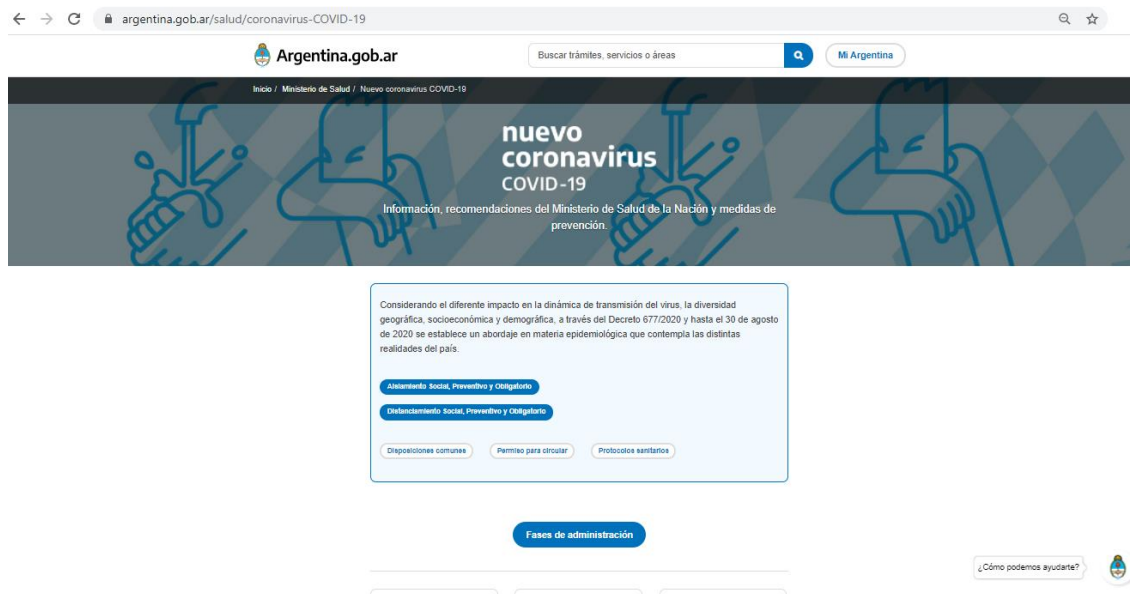 argentina.gob.ar/salud/coronavirus-COVID-19
Argentina.gob.ar
Buscar trámites, servicios o áreas
Mi Argentina
Inicio / Ministerio de Salud / Nuevo coronavirus COVID-19
nuevo
coronavirus
COVID-19
Información, recomendaciones del Ministerio de Salud de la Nación y medidas de
prevención.
Considerando el diferente impacto en la dinámica de transmisión del virus, la diversidad
geográfica, socioeconómica y demográfica, a través del Decreto 677/2020 y hasta el 30 de agosto
de 2020 se establece un abordaje en materia epidemiológica que contempla las distintas
realidades del país.
Aislamiento Social, Preventivo y Obligatorio
Distanciamiento Social, Preventivo y Obligatorio
Disposiciones comunes
Permiso para circular
Protocolos sanitarios
Fases de administración
¿Cómo podemos ayudarte?